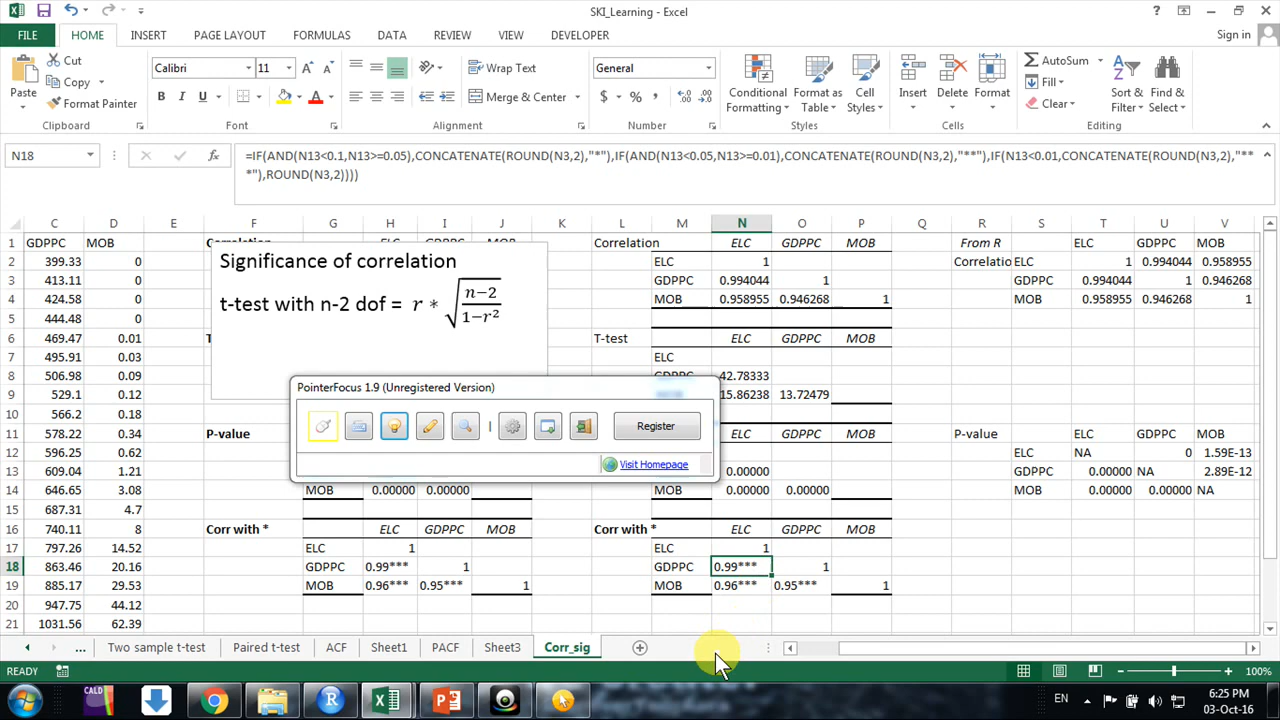 SKI_Learning - Excel
FILE HOME INSERT PAGE LAYOUT FORMULAS DATA REVIEW VIEW DEVELOPER Sign in
Cut Calibri 11 Wrap Text General AutoSum
Paste Copy Merge & Center Conditional Formatting Format as Table Cell Styles Insert Delete Format Fill Sort & Filter Find & Select
Format Painter Clear
Clipboard Font Alignment Number Styles Cells Editing
N18 =IF(AND(N13<0.1,N13>=0.05),CONCATENATE(ROUND(N3,2),"*"),IF(AND(N13<0.05,N13>=0.01),CONCATENATE(ROUND(N3,2),"**"),IF(N13<0.01,CONCATENATE(ROUND(N3,2),"**
*"),ROUND(N3,2))))
C D E F G H I J K L M N O P Q R S T U V
1 GDPPC MOB Correlation ELC GDPPC MOB From R ELC GDPPC MOB
2 399.33 0 ELC 1 Correlatio ELC 1 0.994044 0.958955
3 413.11 0 GDPPC 0.994044 1 GDPPC 0.994044 1 0.946268
4 424.58 0 MOB 0.958955 0.946268 1 MOB 0.958955 0.946268 1
5 444.48 0
Significance of correlation
t-test with n-2 dof = r * √(n−2 / 1−r²)
6 469.47 0.01 T-test ELC GDPPC MOB
7 495.91 0.03 ELC
8 506.98 0.09 42.78333
9 529.1 0.12 15.86238 13.72479
10 566.2 0.18
PointerFocus 1.9 (Unregistered Version)
Register
Visit Homepage
11 578.22 0.34 P-value ELC GDPPC MOB P-value ELC GDPPC MOB
12 596.25 0.62 ELC NA 0 1.59E-13
13 609.04 1.21 0.00000 GDPPC 0.00000 NA 2.89E-12
14 646.65 3.08 MOB 0.00000 0.00000 MOB 0.00000 0.00000 MOB 0.00000 0.00000 NA
15 687.31 4.7
16 740.11 8 Corr with * ELC GDPPC MOB Corr with * ELC GDPPC MOB
17 797.26 14.52 ELC 1 ELC 1
18 863.46 20.16 GDPPC 0.99*** 1 GDPPC 0.99*** 1
19 885.17 29.53 MOB 0.96*** 0.95*** 1 MOB 0.96*** 0.95*** 1
20 947.75 44.12
21 1031.56 62.39
... Two sample t-test Paired t-test ACF Sheet1 PACF Sheet3 Corr_sig
READY 100%
CALD EN 6:25 PM
03-Oct-16